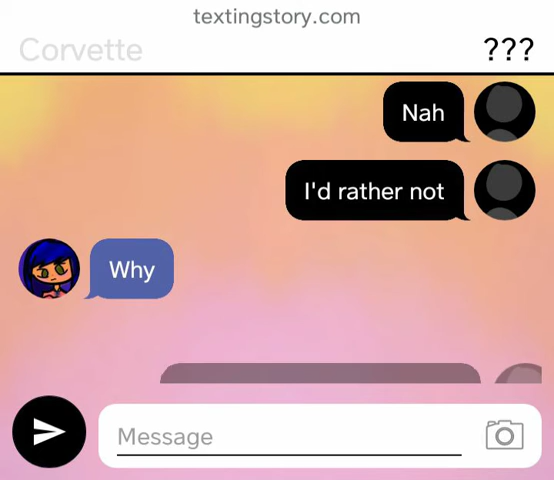 textingstory.com
Corvette ???
Nah
I'd rather not
Why
Message